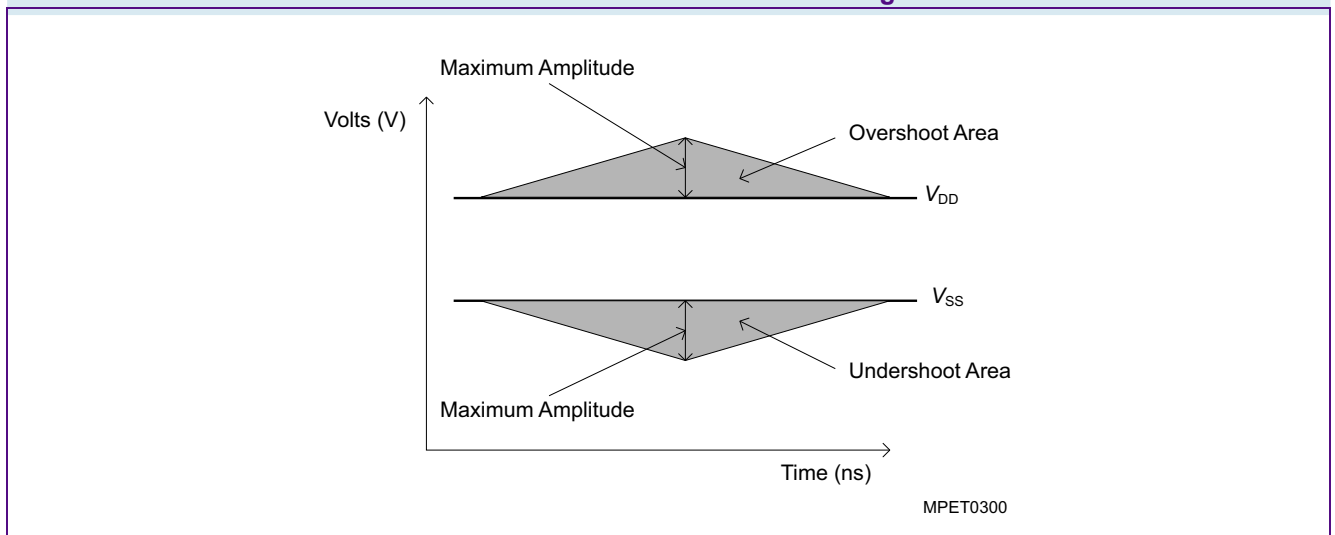 Maximum Amplitude
Volts (V)
Overshoot Area
VDD
VSS
Undershoot Area
Maximum Amplitude
Time (ns)
MPET0300